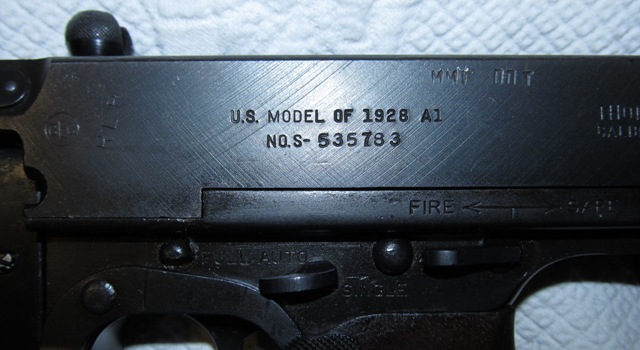 U.S. MODEL OF 1928 A1
NO.S-535783
FIRE SAFE
FULL AUTO
SINGLE